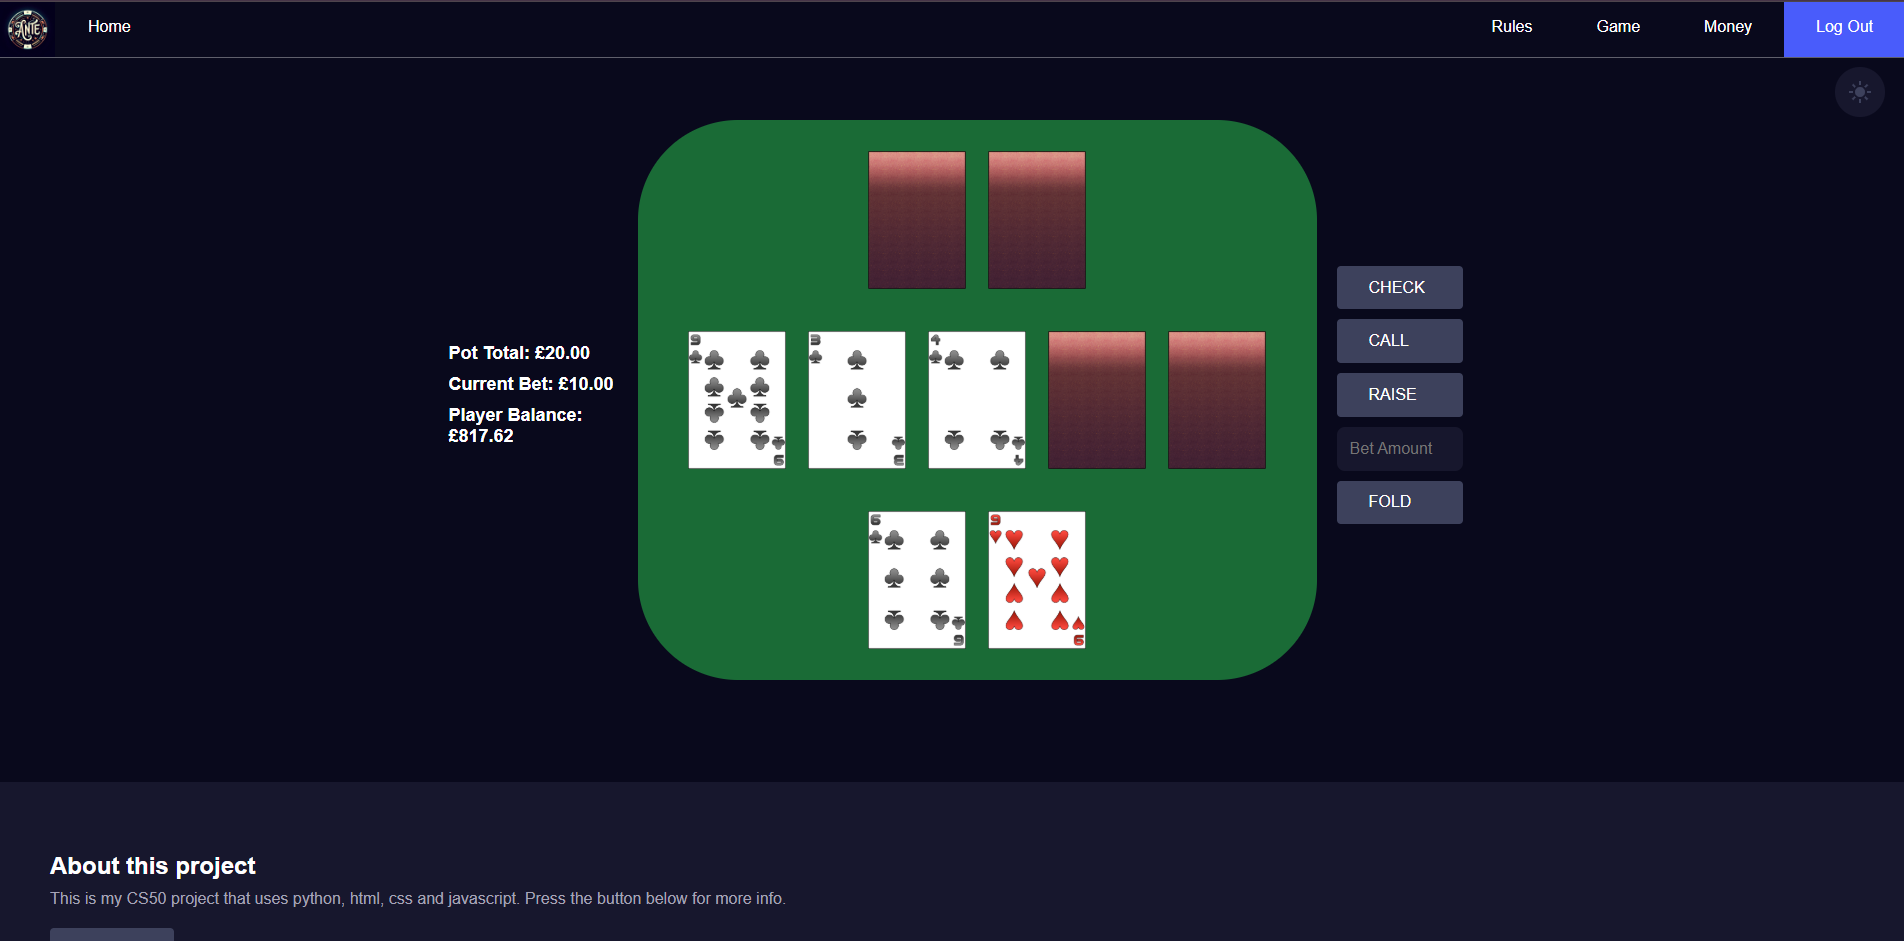 ANTE
Home
Rules
Game
Money
Log Out
Pot Total: £20.00
Current Bet: £10.00
Player Balance:
£817.62
9
3
4
9
3
4
6
9
6
9
CHECK
CALL
RAISE
Bet Amount
FOLD
About this project
This is my CS50 project that uses python, html, css and javascript. Press the button below for more info.